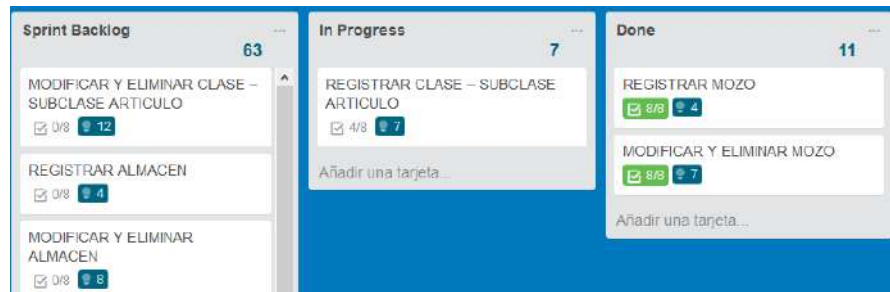 Sprint Backlog ...
63
MODIFICAR Y ELIMINAR CLASE –
SUBCLASE ARTICULO
0/8 12
REGISTRAR ALMACEN
0/8 4
MODIFICAR Y ELIMINAR
ALMACEN
0/8 8
In Progress ...
7
REGISTRAR CLASE – SUBCLASE
ARTICULO
4/8 7
Añadir una tarjeta...
Done ...
11
REGISTRAR MOZO
8/8 4
MODIFICAR Y ELIMINAR MOZO
8/8 7
Añadir una tarjeta...